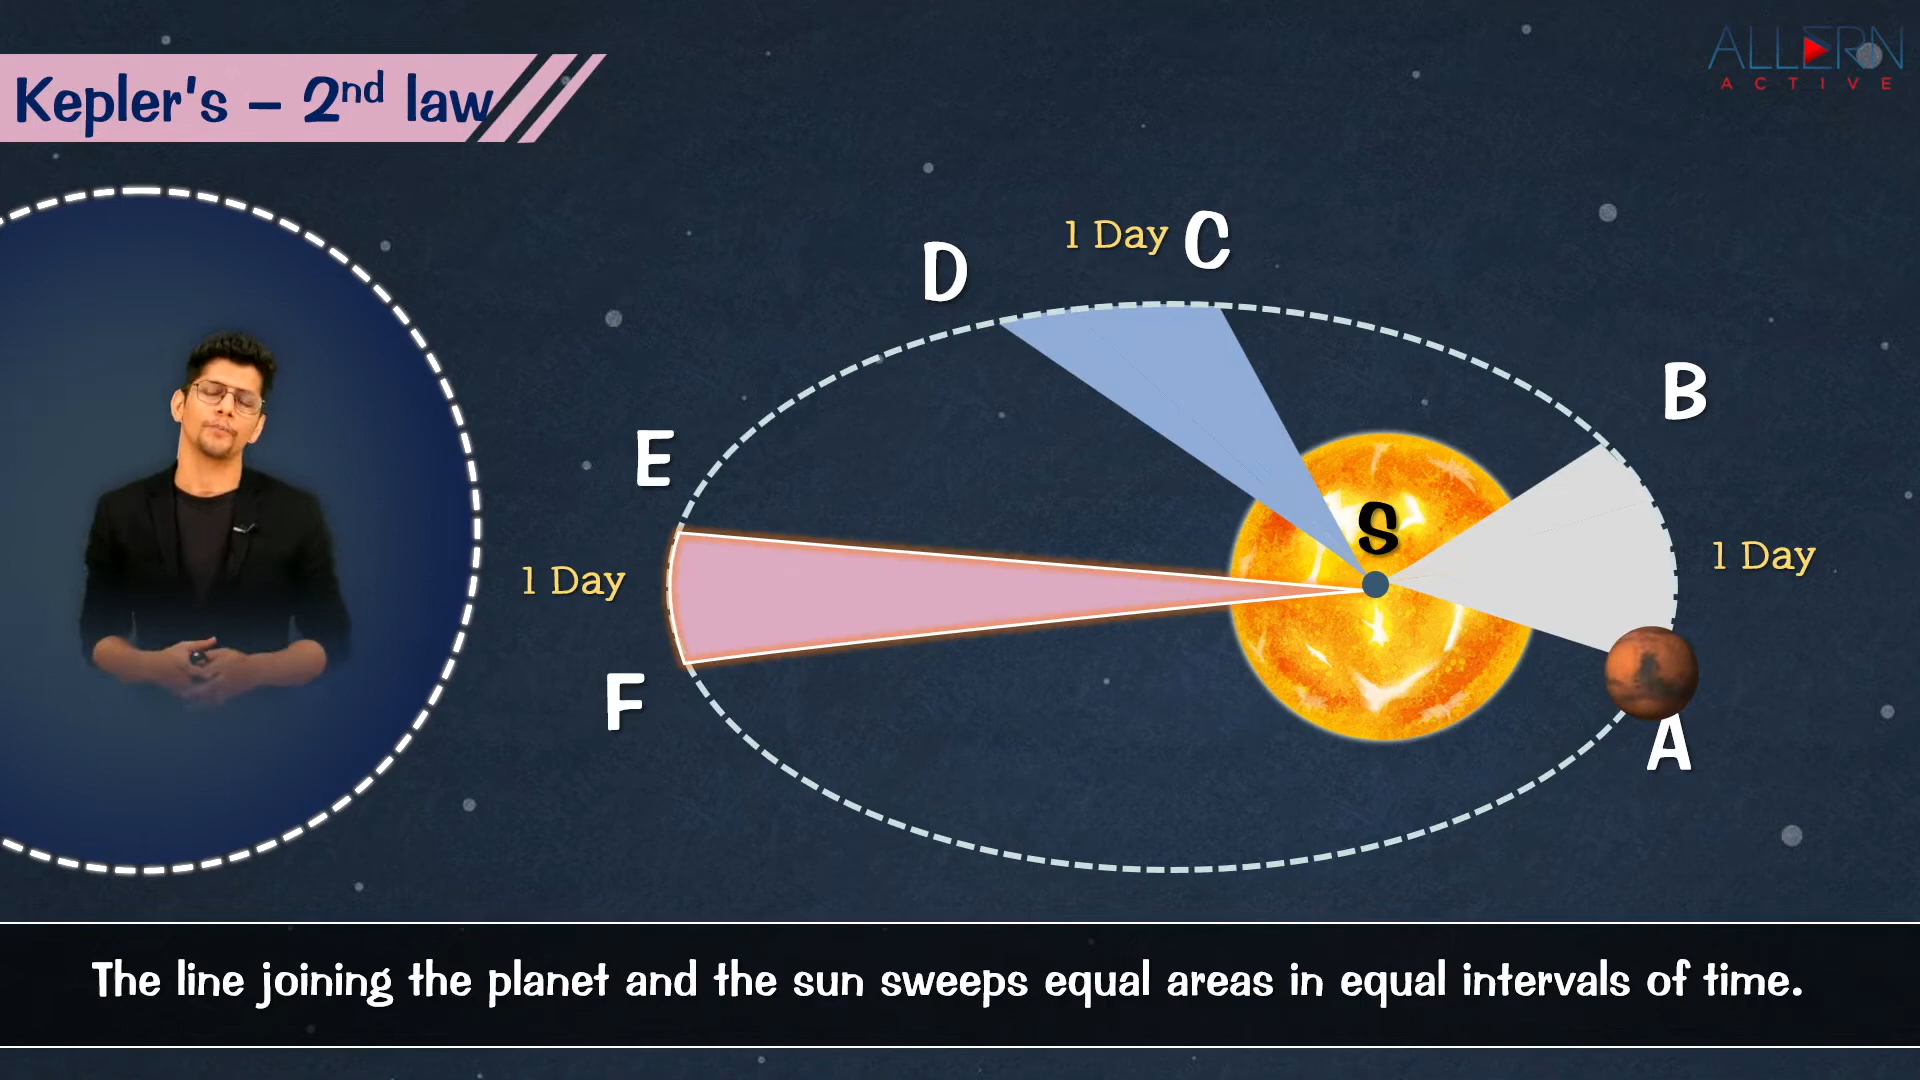 ALLERN
ACTIVE
Kepler's – 2nd law
1 Day
C
D
B
E
S
1 Day
1 Day
F
A
The line joining the planet and the sun sweeps equal areas in equal intervals of time.